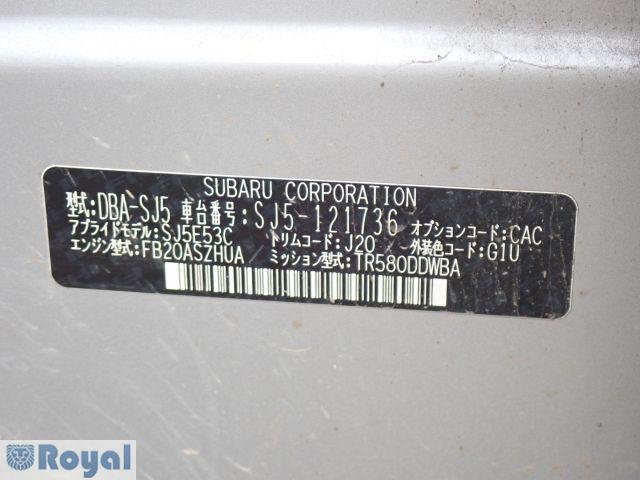 SUBARU CORPORATION
型式:DBA-SJ5 車台番号:SJ5-121736 オプションコード:CAC
アプライドモデル:SJ5E53C トリムコード:J20 外装色コード:G1U
エンジン型式:FB20ASZHUA ミッション型式:TR580DDWBA
Royal